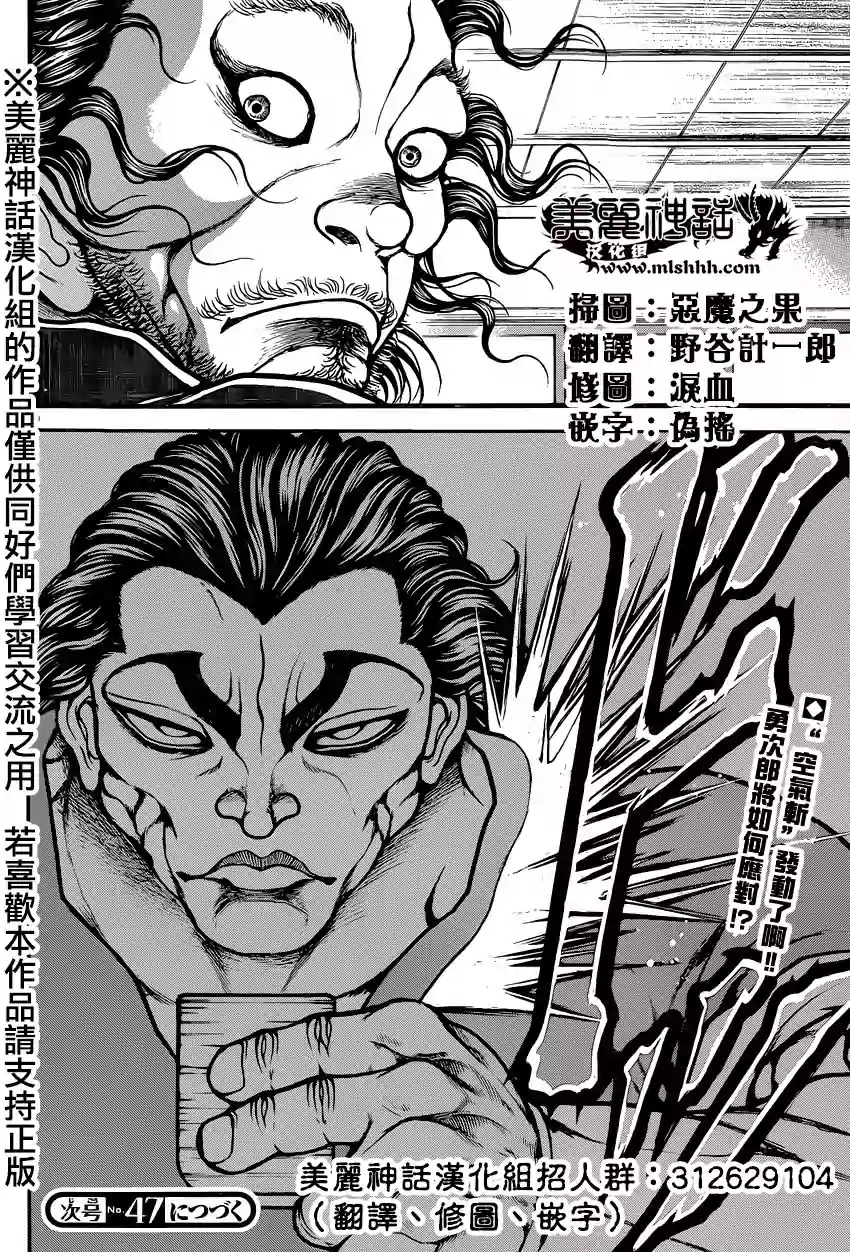 ※美麗神話漢化組的作品僅供同好們學習交流之用－若喜歡本作品請支持正版
美麗神話
汉化组
www.mlshhh.com
掃圖：惡魔之果
翻譯：野谷計一郎
修圖：淚血
嵌字：偽搖
“空氣斬”發動了啊!!
勇次郎將如何應對!?
美麗神話漢化組招人群：312629104
（翻譯、修圖、嵌字）
次号No.47につづく